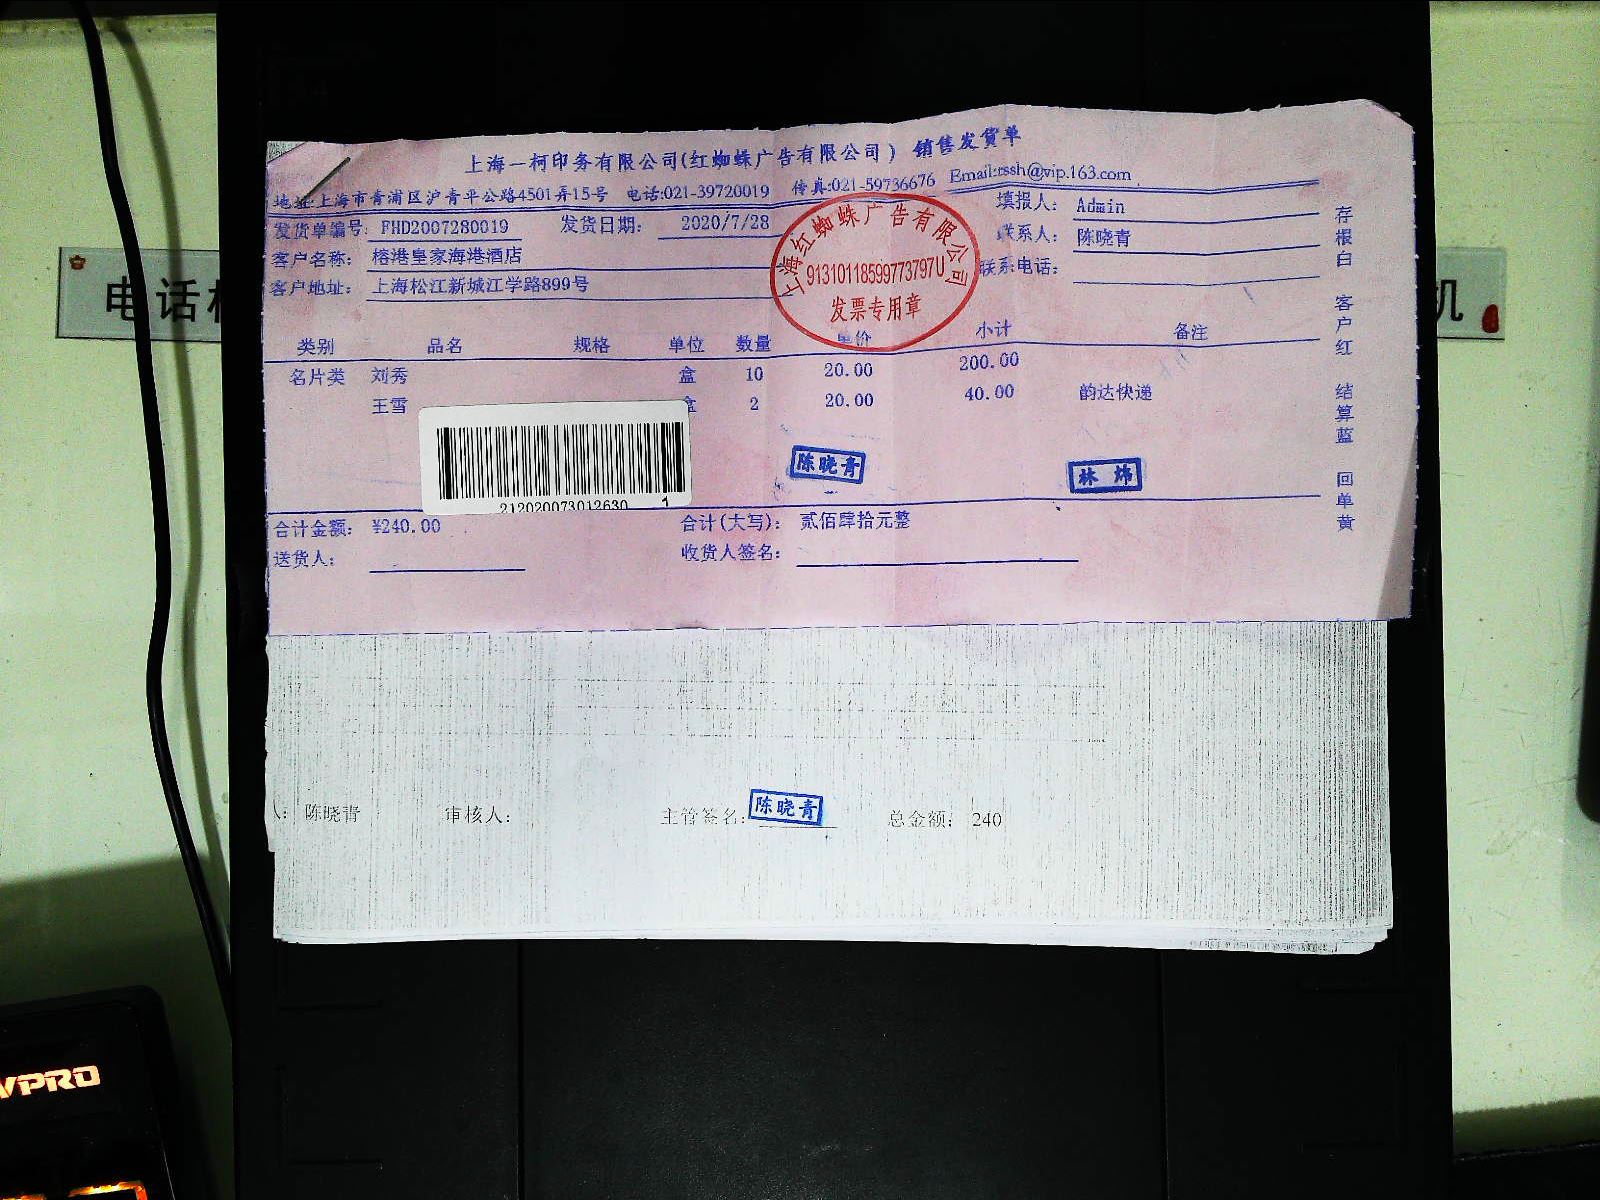 上海一柯印务有限公司(红蜘蛛广告有限公司) 销售发货单
地址:上海市青浦区沪青平公路4501弄15号 电话:021-39720019 传真:021-59736676 Email:rssh@vip.163.com
发货单编号: FHD2007280019 发货日期: 2020/7/28 填报人: Admin
客户名称: 榕港皇家海港酒店 联系人: 陈晓青
客户地址: 上海松江新城江学路899号 联系电话:
上海红蜘蛛广告有限公司
91310118599773797U
发票专用章
类别 品名 规格 单位 数量 单价 小计 备注
名片类 刘秀 盒 10 20.00 200.00
王雪 盒 2 20.00 40.00 韵达快递
陈晓青 林炜
212020073012630 1
合计金额: ¥240.00 合计(大写): 贰佰肆拾元整
送货人: 收货人签名:
存根白 客户红 结算蓝 回单黄
人: 陈晓青 审核人: 主管签名: 陈晓青 总金额: 240
电话
机
VPRO